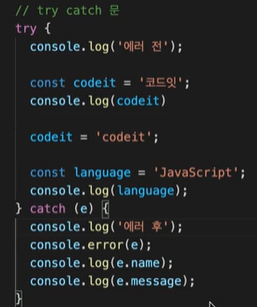 // try catch 문
try {
console.log('에러 전');
const codeit = '코드잇';
console.log(codeit)
codeit = 'codeit';
const language = 'JavaScript';
console.log(language);
} catch (e) {
console.log('에러 후');
console.error(e);
console.log(e.name);
console.log(e.message);
}